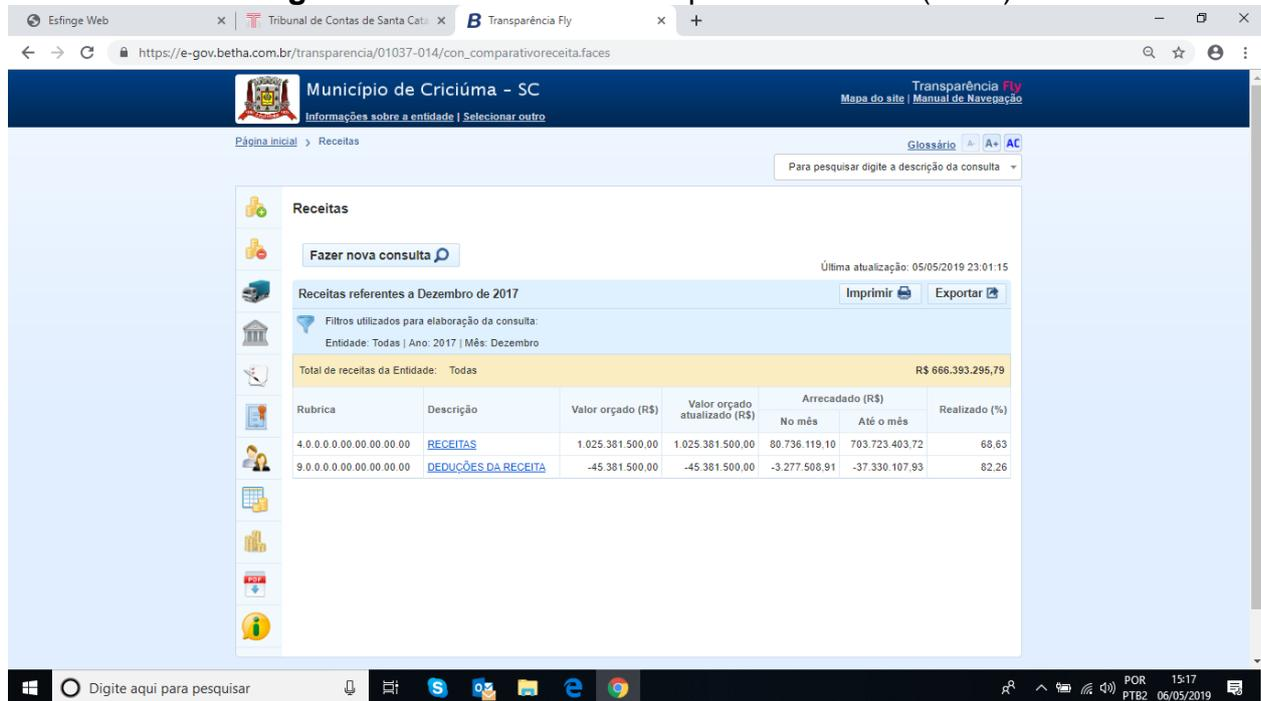 Esfinge Web
Tribunal de Contas de Santa Cata
Transparência Fly
https://e-gov.betha.com.br/transparencia/01037-014/con_comparativoreceita.faces
Município de Criciúma - SC
Informações sobre a entidade | Selecionar outro
Transparência Fly
Mapa do site | Manual de Navegação
Página inicial > Receitas
Glossário A- A+ AC
Para pesquisar digite a descrição da consulta
Receitas
Fazer nova consulta
Última atualização: 05/05/2019 23:01:15
Receitas referentes a Dezembro de 2017
Imprimir
Exportar
Filtros utilizados para elaboração da consulta:
Entidade: Todas | Ano: 2017 | Mês: Dezembro
Total de receitas da Entidade: Todas R$ 666.393.295,79
Rubrica Descrição Valor orçado (R$) Valor orçado atualizado (R$) Arrecadado (R$) Realizado (%)
No mês Até o mês
4.0.0.0.0.00.00.00.00.00 RECEITAS 1.025.381.500,00 1.025.381.500,00 80.736.119,10 703.723.403,72 68,63
9.0.0.0.0.00.00.00.00.00 DEDUÇÕES DA RECEITA -45.381.500,00 -45.381.500,00 -3.277.508,91 -37.330.107,93 82,26
PDF
Digite aqui para pesquisar
POR 15:17
PTB2 06/05/2019